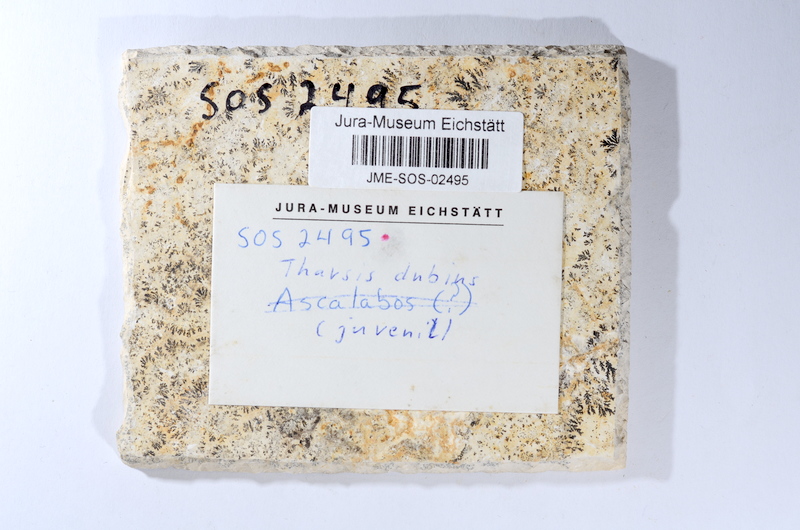 SOS 2495
Jura-Museum Eichstätt
JME-SOS-02495
JURA-MUSEUM EICHSTÄTT
SOS 2495
Tharsis dubius
Ascalabos (?)
(juvenil)